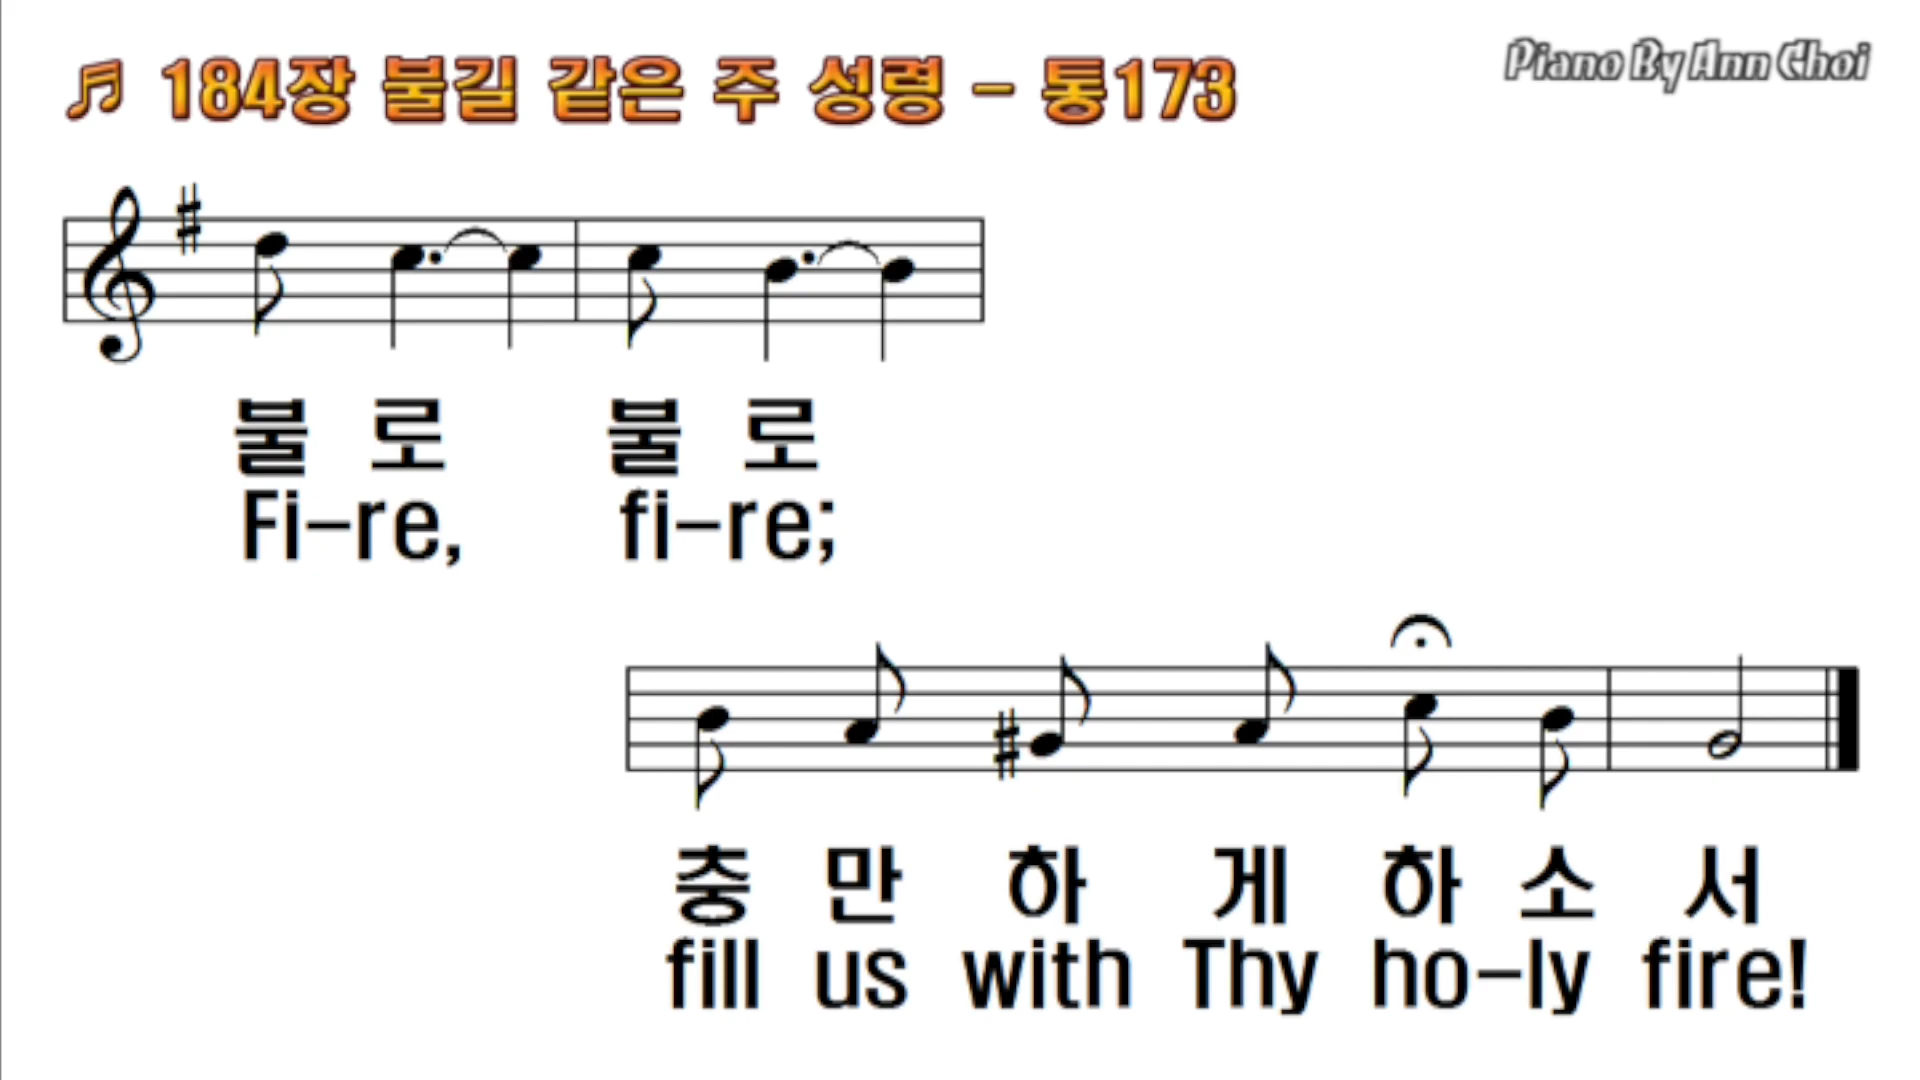 ♬ 184장 불길 같은 주 성령 - 통173
Piano By Ann Choi
불 로 불 로
Fi-re, fi-re;
충 만 하 게 하 소 서
fill us with Thy ho-ly fire!